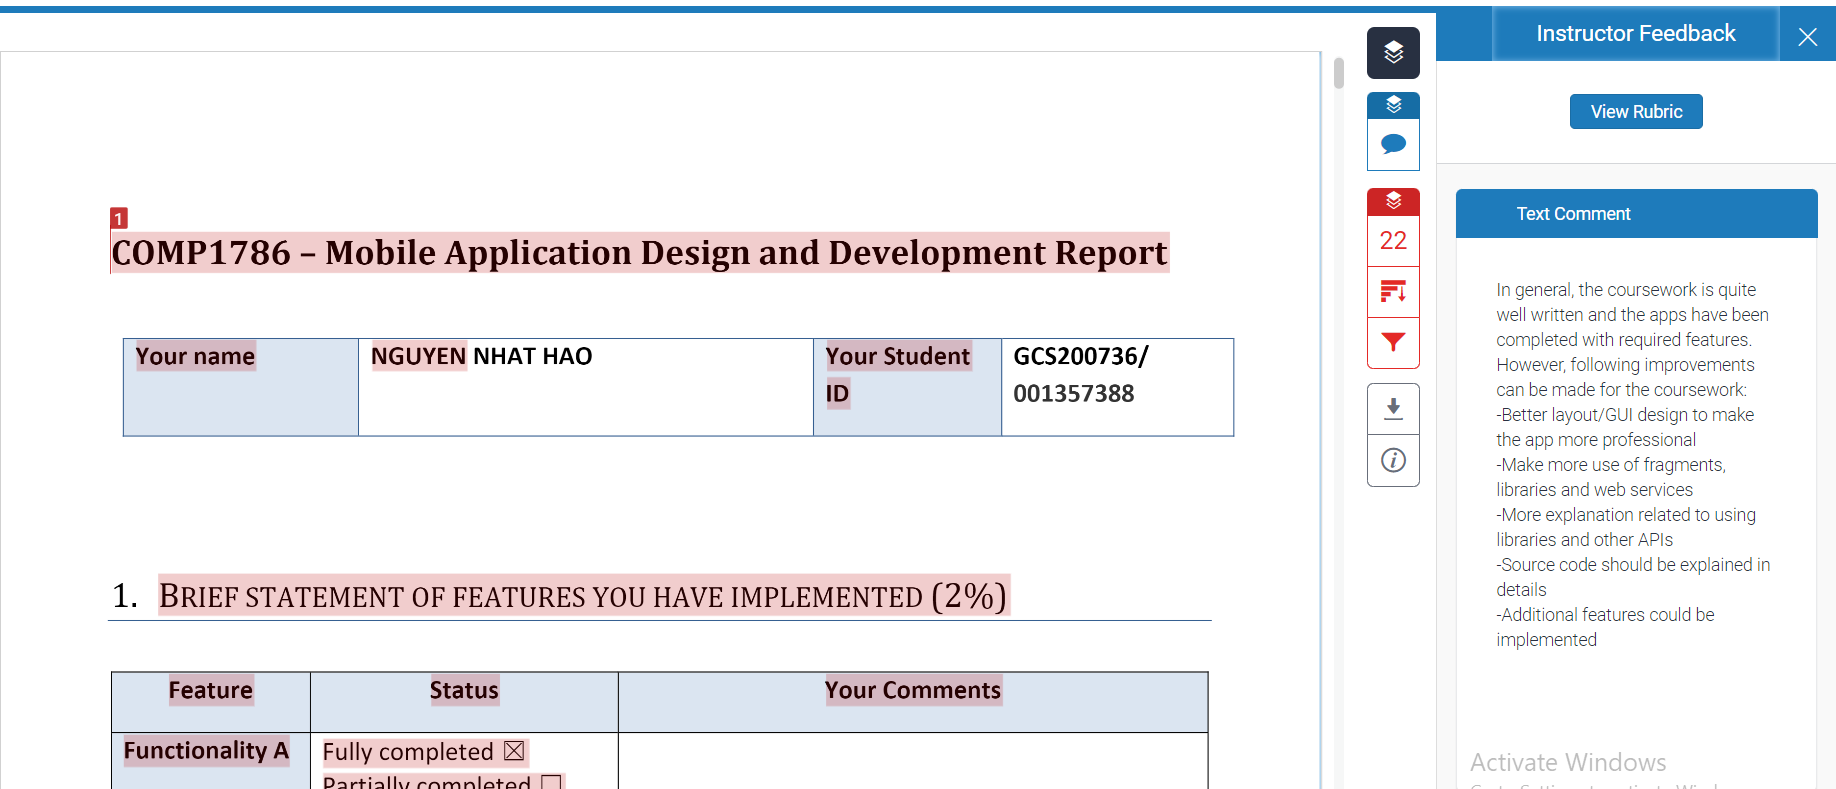 Instructor Feedback
View Rubric
1
COMP1786 – Mobile Application Design and Development Report
Your name
NGUYEN NHAT HAO
Your Student
ID
GCS200736/
001357388
1. BRIEF STATEMENT OF FEATURES YOU HAVE IMPLEMENTED (2%)
Feature
Status
Your Comments
Functionality A
Fully completed ☒
Partially completed ☐
22
Text Comment
In general, the coursework is quite
well written and the apps have been
completed with required features.
However, following improvements
can be made for the coursework:
-Better layout/GUI design to make
the app more professional
-Make more use of fragments,
libraries and web services
-More explanation related to using
libraries and other APIs
-Source code should be explained in
details
-Additional features could be
implemented
Activate Windows